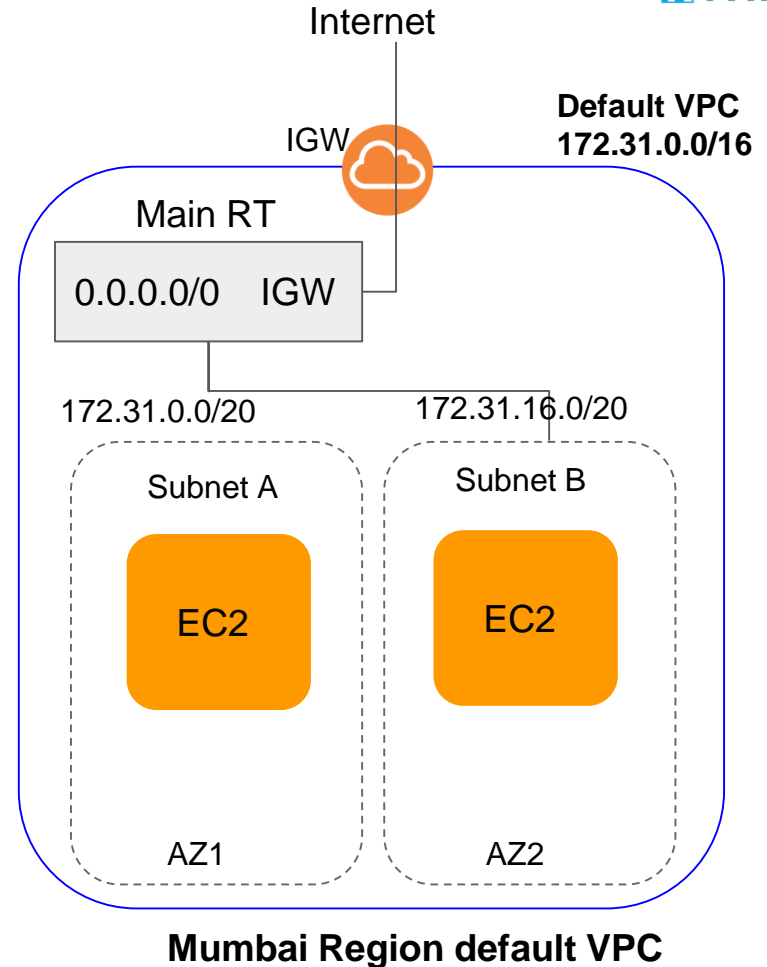 Internet
Default VPC
172.31.0.0/16
IGW
Main RT
0.0.0.0/0 IGW
172.31.0.0/20
172.31.16.0/20
Subnet A
Subnet B
EC2
EC2
AZ1
AZ2
Mumbai Region default VPC